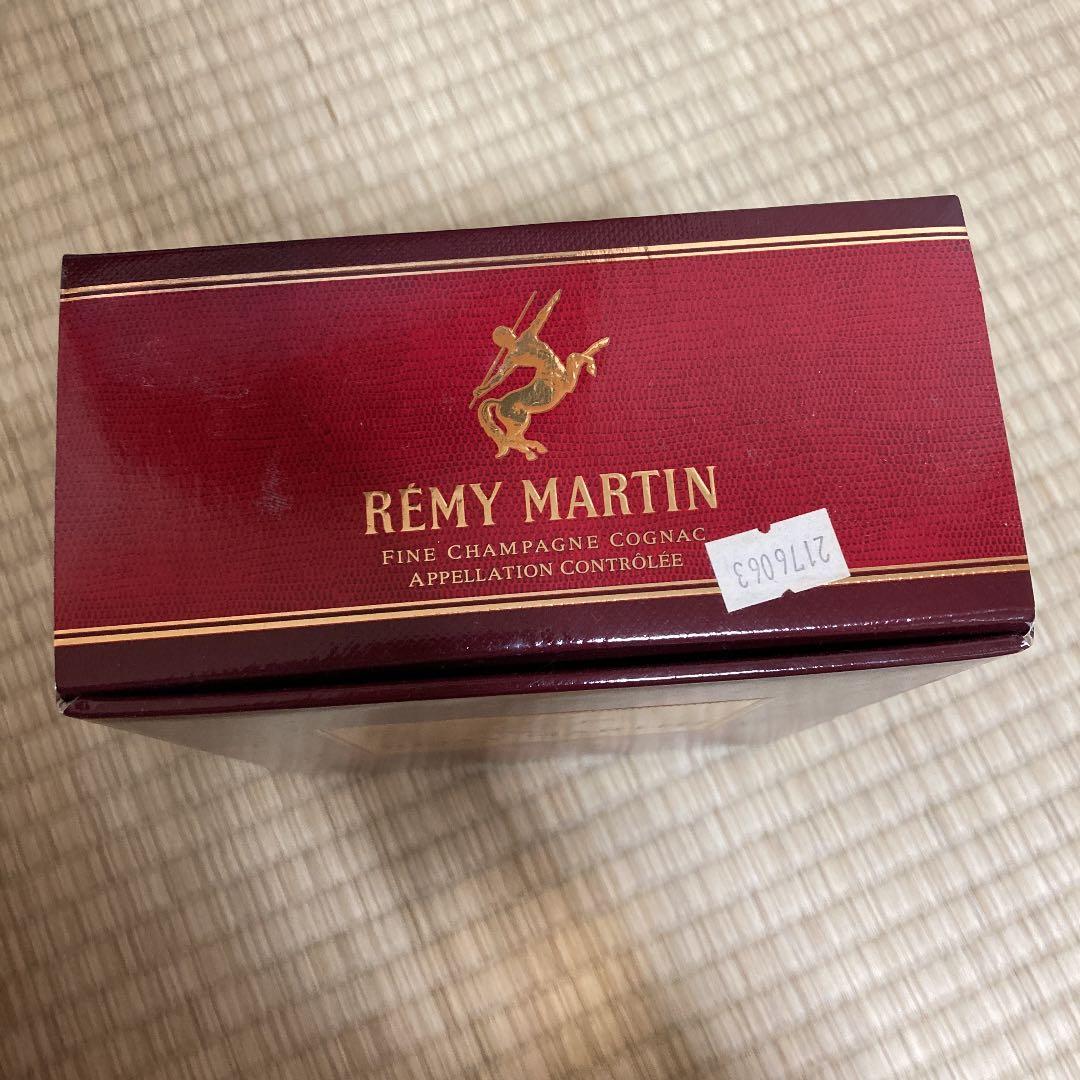 RÉMY MARTIN
FINE CHAMPAGNE COGNAC
APPELLATION CONTRÔLÉE
2176063